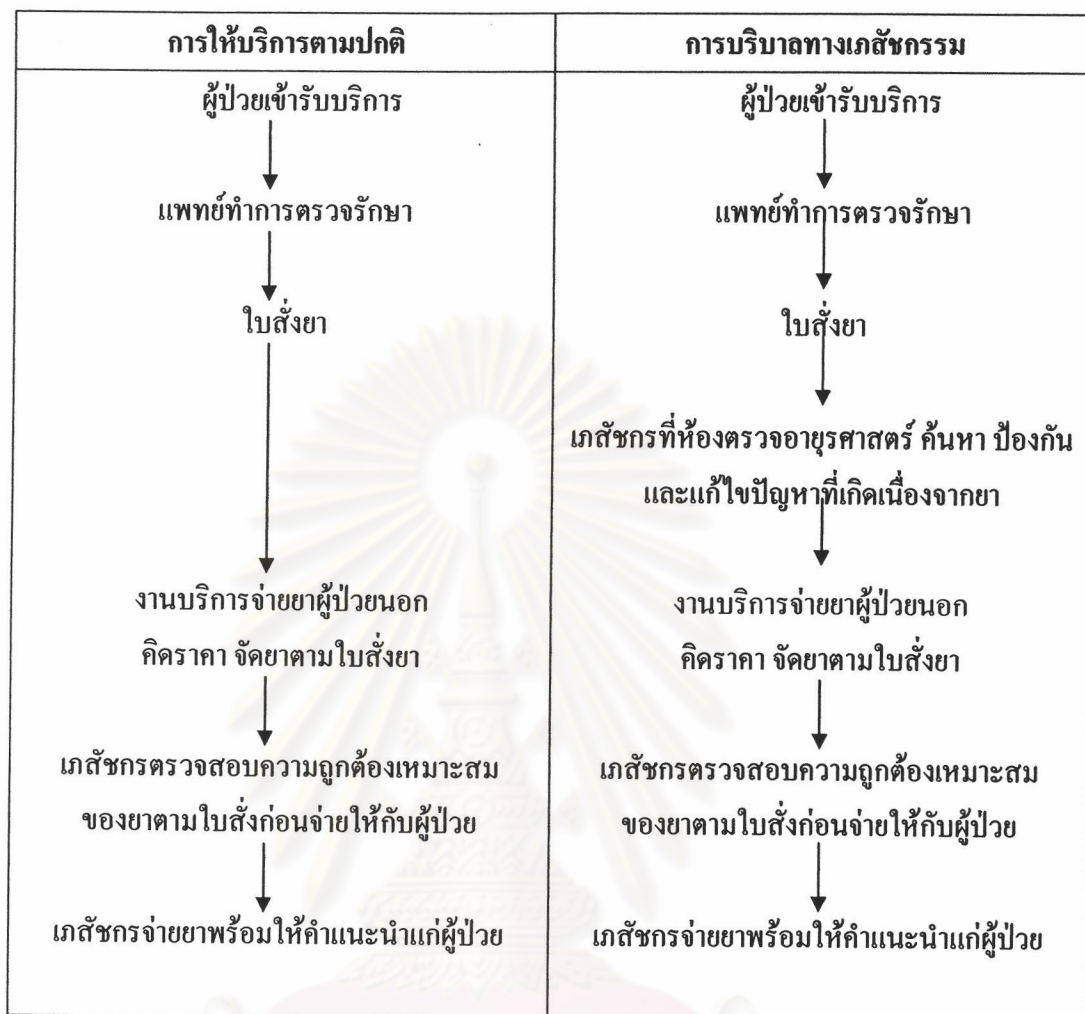 การให้บริการตามปกติ
ผู้ป่วยเข้ารับบริการ
แพทย์ทำการตรวจรักษา
ใบสั่งยา
งานบริการจ่ายยาผู้ป่วยนอก
คิดราคา จัดยาตามใบสั่งยา
เภสัชกรตรวจสอบความถูกต้องเหมาะสม
ของยาตามใบสั่งก่อนจ่ายให้กับผู้ป่วย
เภสัชกรจ่ายยาพร้อมให้คำแนะนำแก่ผู้ป่วย
การบริบาลทางเภสัชกรรม
ผู้ป่วยเข้ารับบริการ
แพทย์ทำการตรวจรักษา
ใบสั่งยา
เภสัชกรที่ห้องตรวจอายุรศาสตร์ ค้นหา ป้องกัน
และแก้ไขปัญหาที่เกิดเนื่องจากยา
งานบริการจ่ายยาผู้ป่วยนอก
คิดราคา จัดยาตามใบสั่งยา
เภสัชกรตรวจสอบความถูกต้องเหมาะสม
ของยาตามใบสั่งก่อนจ่ายให้กับผู้ป่วย
เภสัชกรจ่ายยาพร้อมให้คำแนะนำแก่ผู้ป่วย